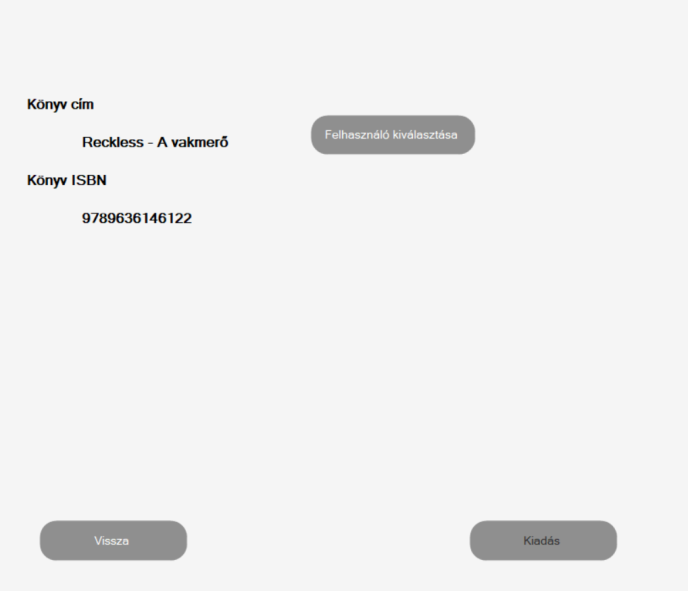 Könyv cím
Felhasználó kiválasztása
Reckless - A vakmerő
Könyv ISBN
9789636146122
Vissza
Kiadás